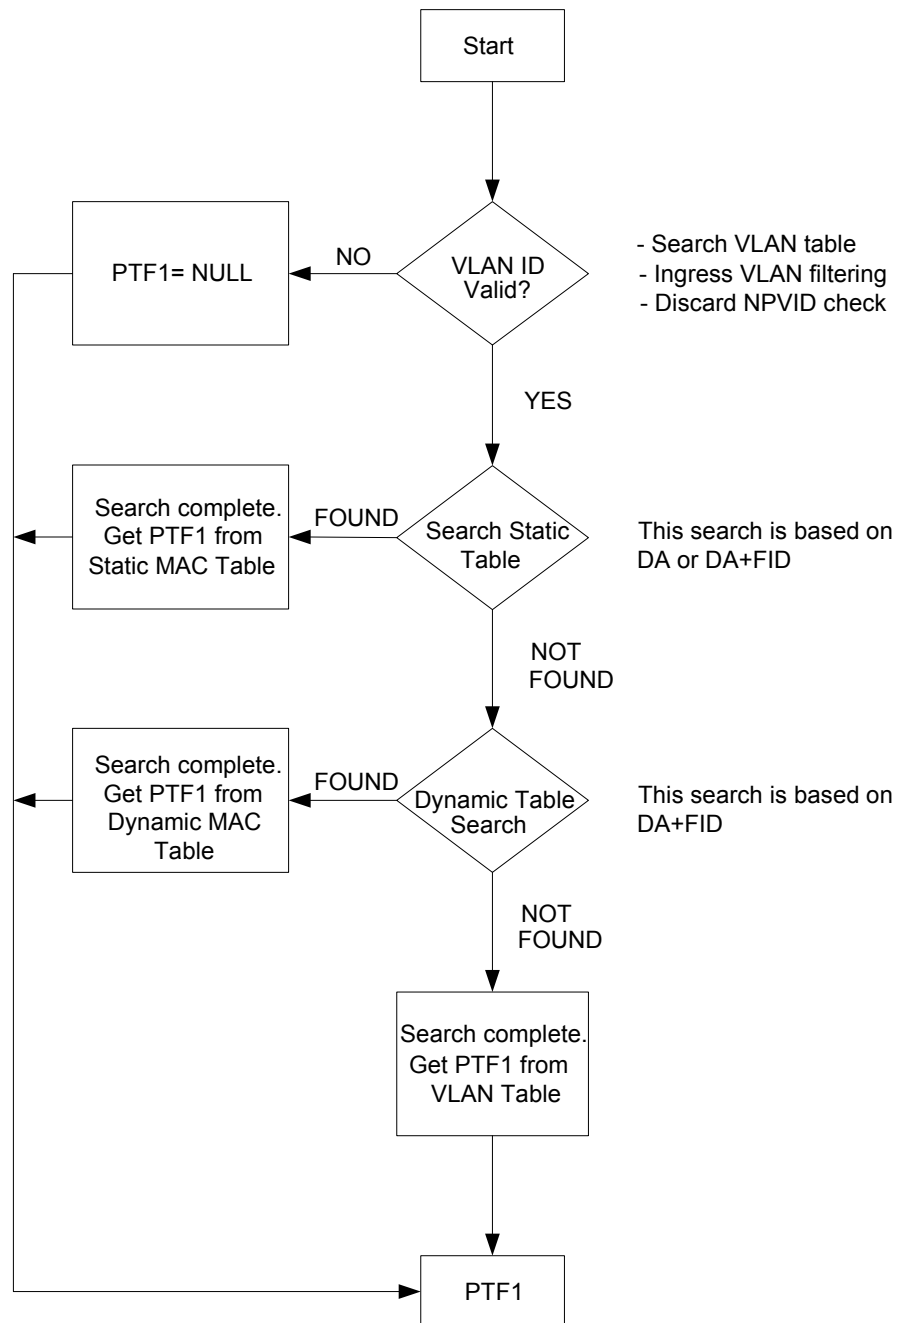 Start
PTF1= NULL
NO
VLAN ID
Valid?
- Search VLAN table
- Ingress VLAN filtering
- Discard NPVID check
YES
Search complete.
Get PTF1 from
Static MAC Table
FOUND
Search Static
Table
This search is based on
DA or DA+FID
NOT
FOUND
Search complete.
Get PTF1 from
Dynamic MAC
Table
FOUND
Dynamic Table
Search
This search is based on
DA+FID
NOT
FOUND
Search complete.
Get PTF1 from
VLAN Table
PTF1